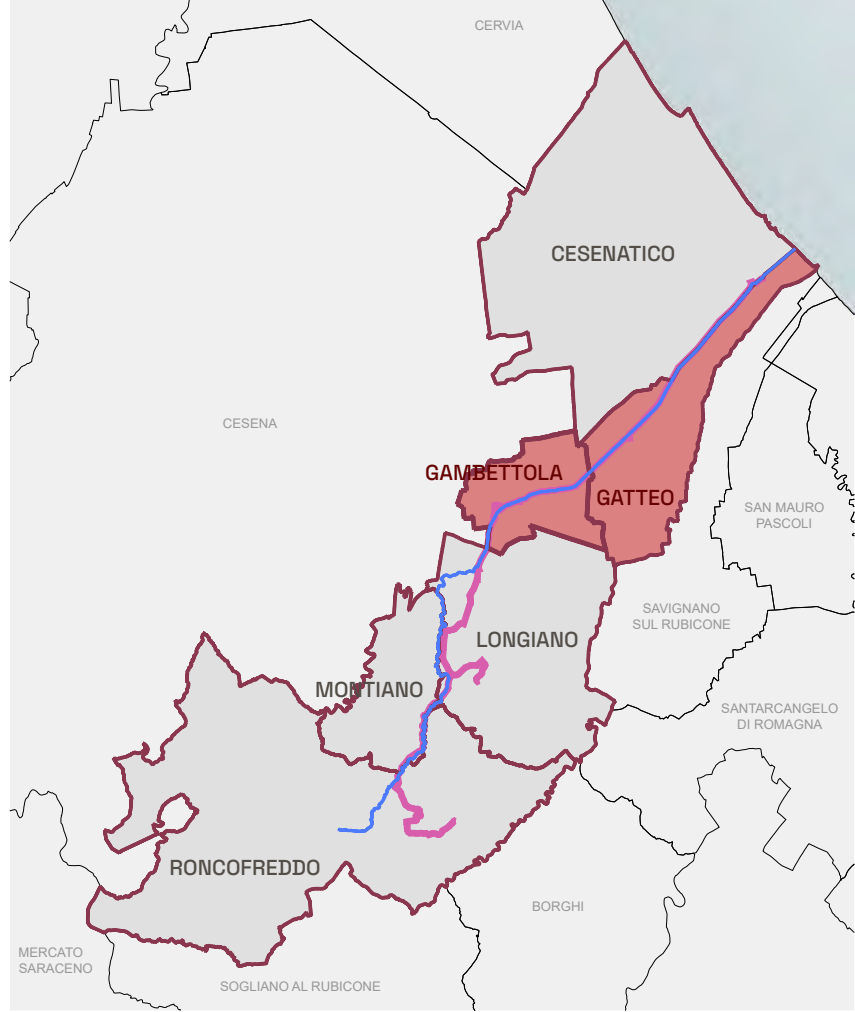 CERVIA
CESENATICO
CESENA
GAMBETTOLA
GATTEO
SAN MAURO
PASCOLI
SAVIGNANO
SUL RUBICONE
LONGIANO
MONTIANO
SANTARCANGELO
DI ROMAGNA
RONCOFREDDO
BORGHI
MERCATO
SARACENO
SOGLIANO AL RUBICONE